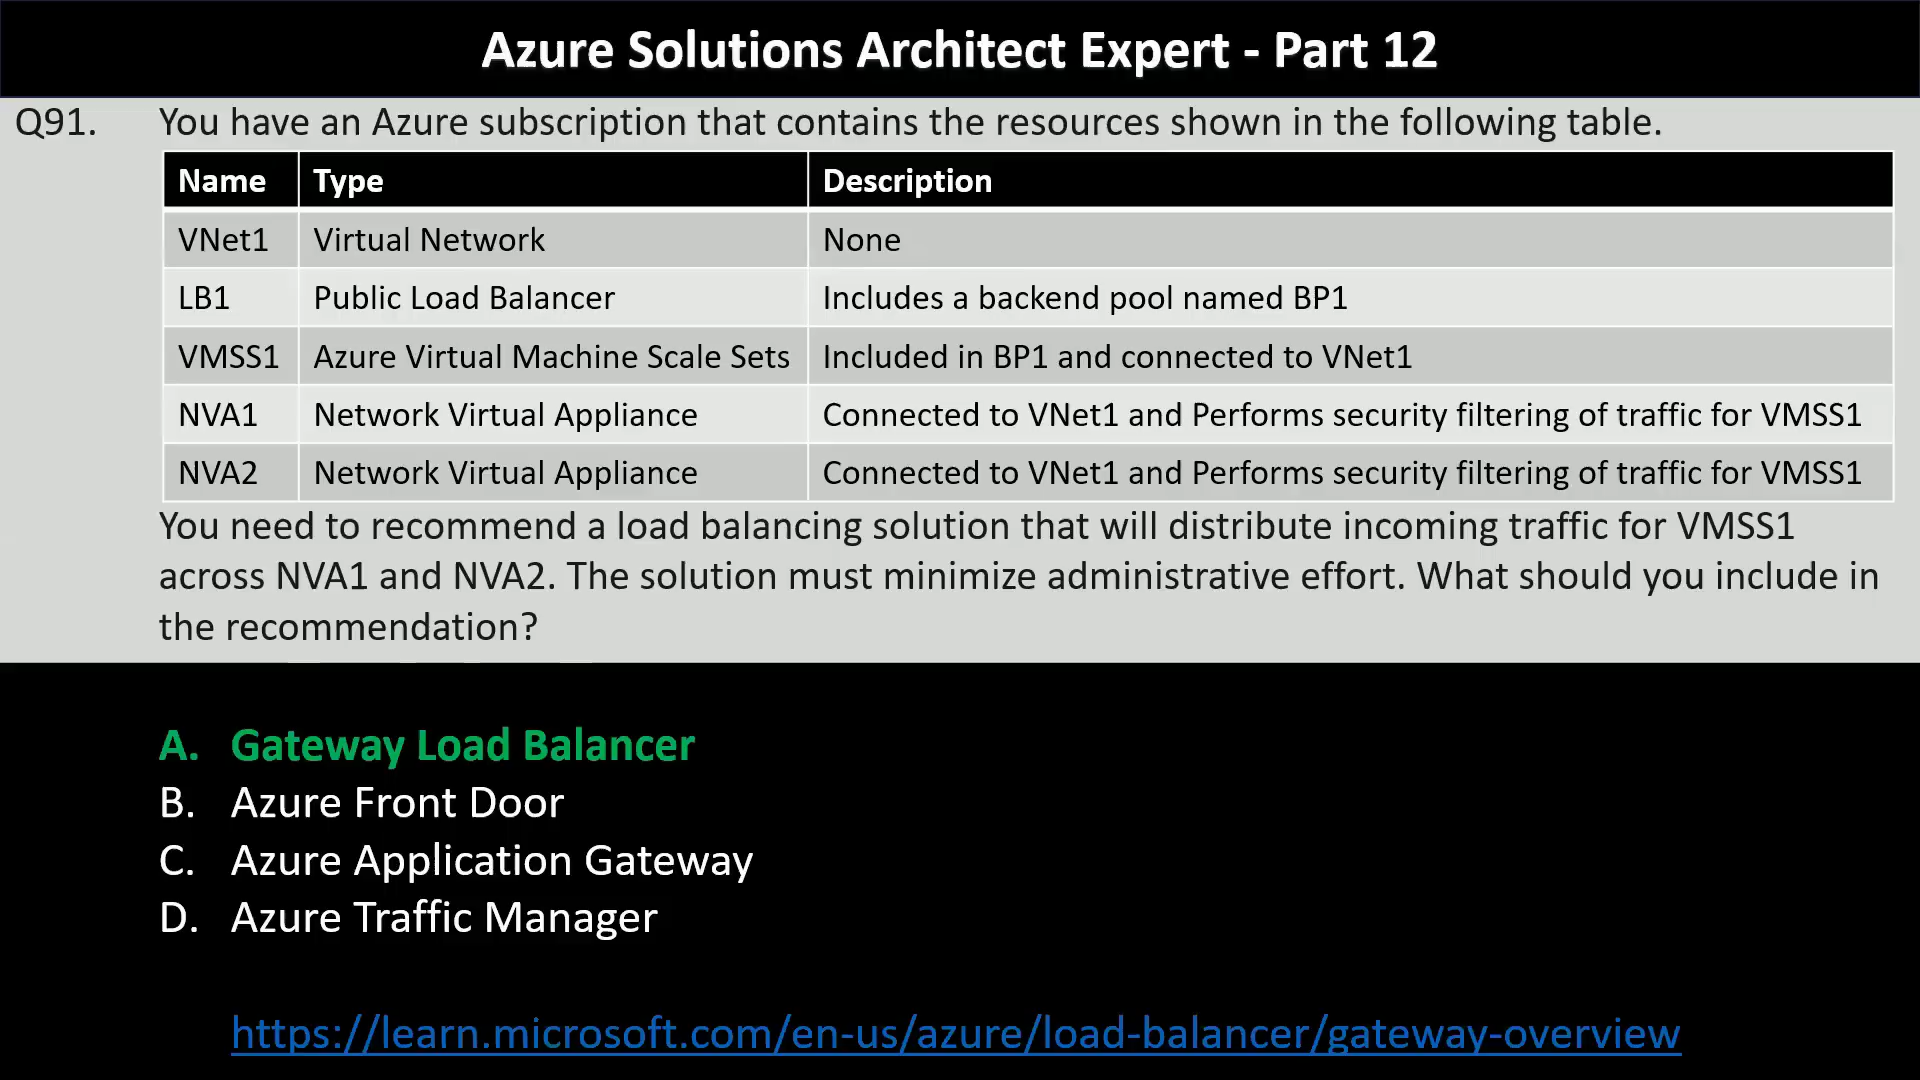 Azure Solutions Architect Expert - Part 12
Q91. You have an Azure subscription that contains the resources shown in the following table.
Name Type Description
VNet1 Virtual Network None
LB1 Public Load Balancer Includes a backend pool named BP1
VMSS1 Azure Virtual Machine Scale Sets Included in BP1 and connected to VNet1
NVA1 Network Virtual Appliance Connected to VNet1 and Performs security filtering of traffic for VMSS1
NVA2 Network Virtual Appliance Connected to VNet1 and Performs security filtering of traffic for VMSS1
You need to recommend a load balancing solution that will distribute incoming traffic for VMSS1
across NVA1 and NVA2. The solution must minimize administrative effort. What should you include in
the recommendation?
A. Gateway Load Balancer
B. Azure Front Door
C. Azure Application Gateway
D. Azure Traffic Manager
https://learn.microsoft.com/en-us/azure/load-balancer/gateway-overview